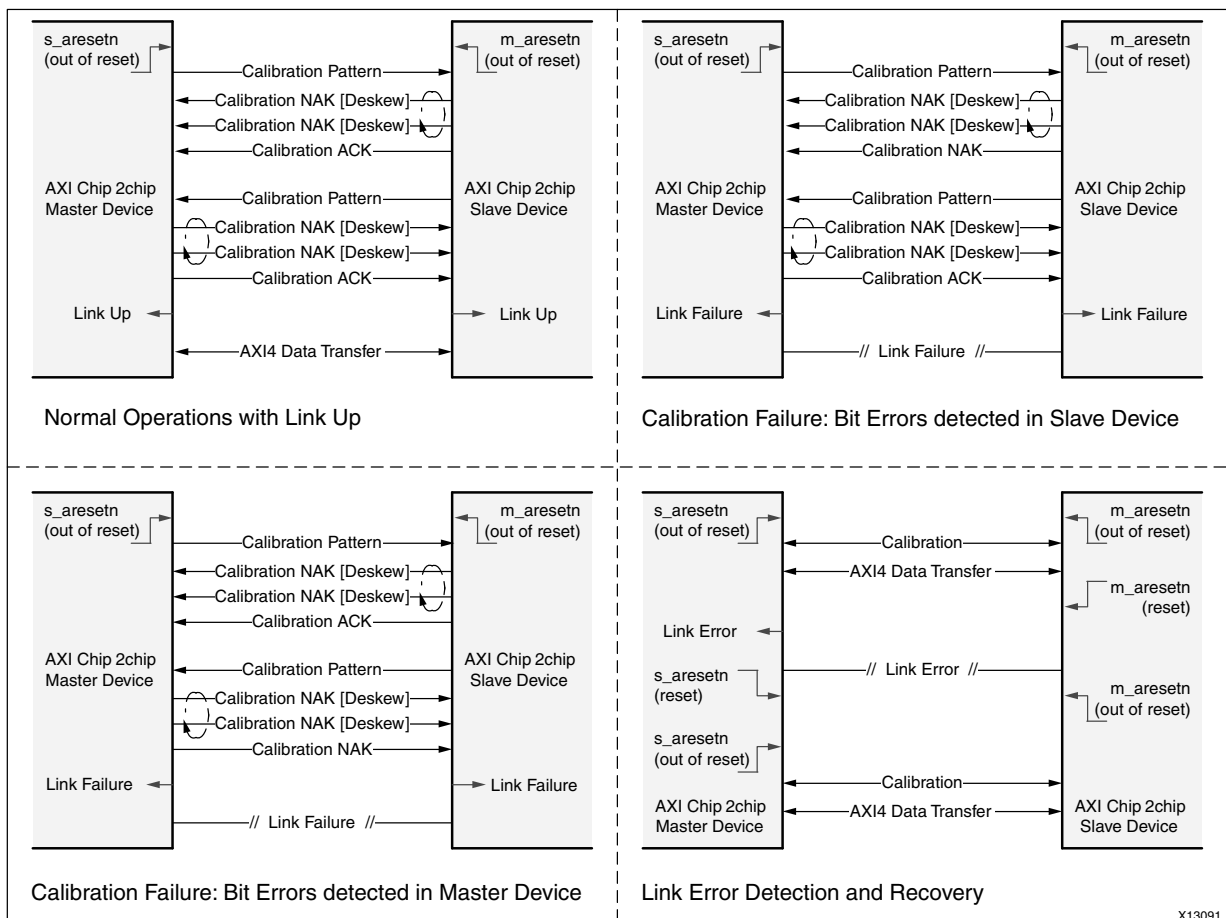 s_aresetn
(out of reset)
m_aresetn
(out of reset)
Calibration Pattern
Calibration NAK [Deskew]
Calibration NAK [Deskew]
Calibration ACK
AXI Chip 2chip
Master Device
AXI Chip 2chip
Slave Device
Calibration Pattern
Calibration NAK [Deskew]
Calibration NAK [Deskew]
Calibration ACK
Link Up
Link Up
AXI4 Data Transfer
Normal Operations with Link Up
s_aresetn
(out of reset)
m_aresetn
(out of reset)
Calibration Pattern
Calibration NAK [Deskew]
Calibration NAK [Deskew]
Calibration NAK
AXI Chip 2chip
Master Device
AXI Chip 2chip
Slave Device
Calibration Pattern
Calibration NAK [Deskew]
Calibration NAK [Deskew]
Calibration ACK
Link Failure
Link Failure
// Link Failure //
Calibration Failure: Bit Errors detected in Slave Device
s_aresetn
(out of reset)
m_aresetn
(out of reset)
Calibration Pattern
Calibration NAK [Deskew]
Calibration NAK [Deskew]
Calibration ACK
AXI Chip 2chip
Master Device
AXI Chip 2chip
Slave Device
Calibration Pattern
Calibration NAK [Deskew]
Calibration NAK [Deskew]
Calibration NAK
Link Failure
Link Failure
// Link Failure //
Calibration Failure: Bit Errors detected in Master Device
s_aresetn
(out of reset)
m_aresetn
(out of reset)
Calibration
AXI4 Data Transfer
m_aresetn
(reset)
Link Error
// Link Error //
s_aresetn
(reset)
m_aresetn
(out of reset)
s_aresetn
(out of reset)
Calibration
AXI4 Data Transfer
AXI Chip 2chip
Master Device
AXI Chip 2chip
Slave Device
Link Error Detection and Recovery
X13091